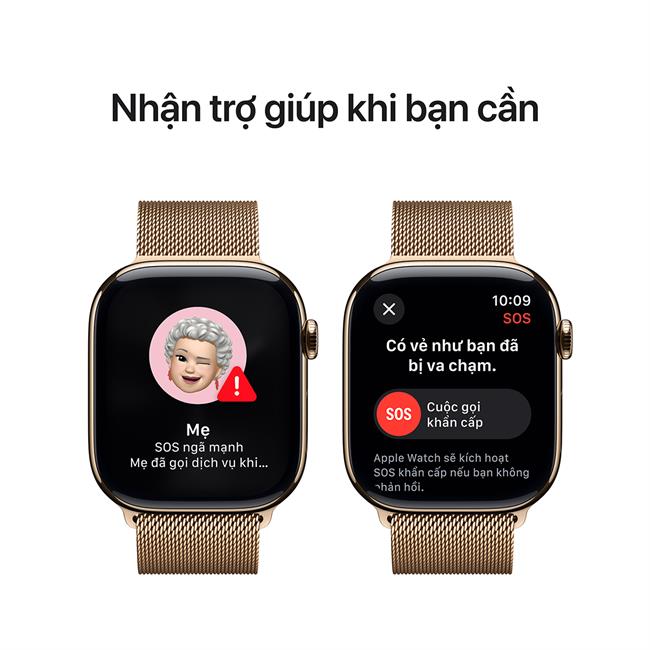 Nhận trợ giúp khi bạn cần
Mẹ
SOS ngã mạnh
Mẹ đã gọi dịch vụ khi...
10:09
SOS
Có vẻ như bạn đã
bị va chạm.
SOS
Cuộc gọi
khẩn cấp
Apple Watch sẽ kích hoạt
SOS khẩn cấp nếu bạn không
phản hồi.